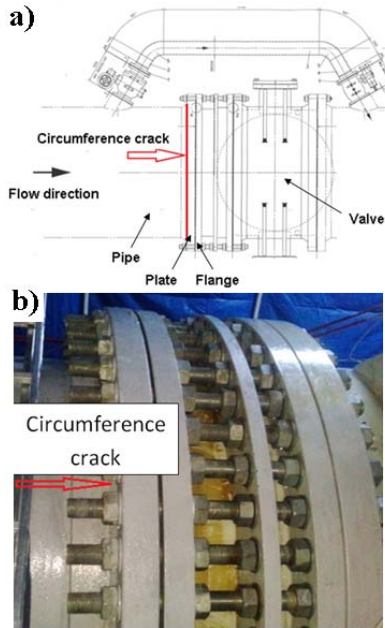 a)
Circumference crack
Flow direction
Valve
Pipe
Plate
Flange
b)
Circumference
crack